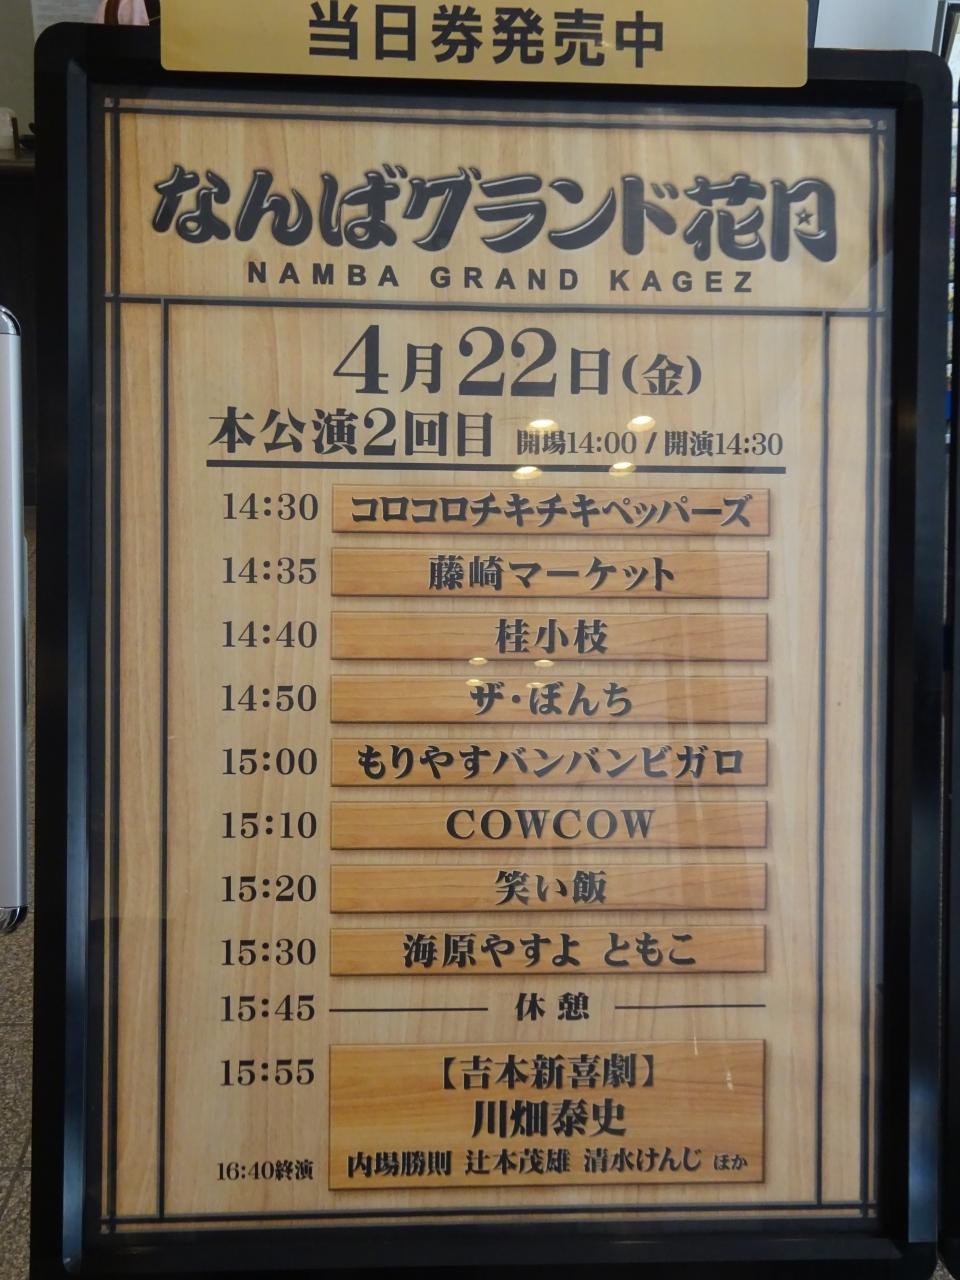 当日券発売中
なんばグランド花月
NAMBA GRAND KAGEZ
4月22日(金)
本公演2回目 開場14:00 / 開演14:30
14:30 コロコロチキチキペッパーズ
14:35 藤崎マーケット
14:40 桂小枝
14:50 ザ・ぼんち
15:00 もりやすバンバンビガロ
15:10 COWCOW
15:20 笑い飯
15:30 海原やすよ ともこ
15:45 休憩
15:55 【吉本新喜劇】
川畑泰史
16:40終演 内場勝則 辻本茂雄 清水けんじ ほか